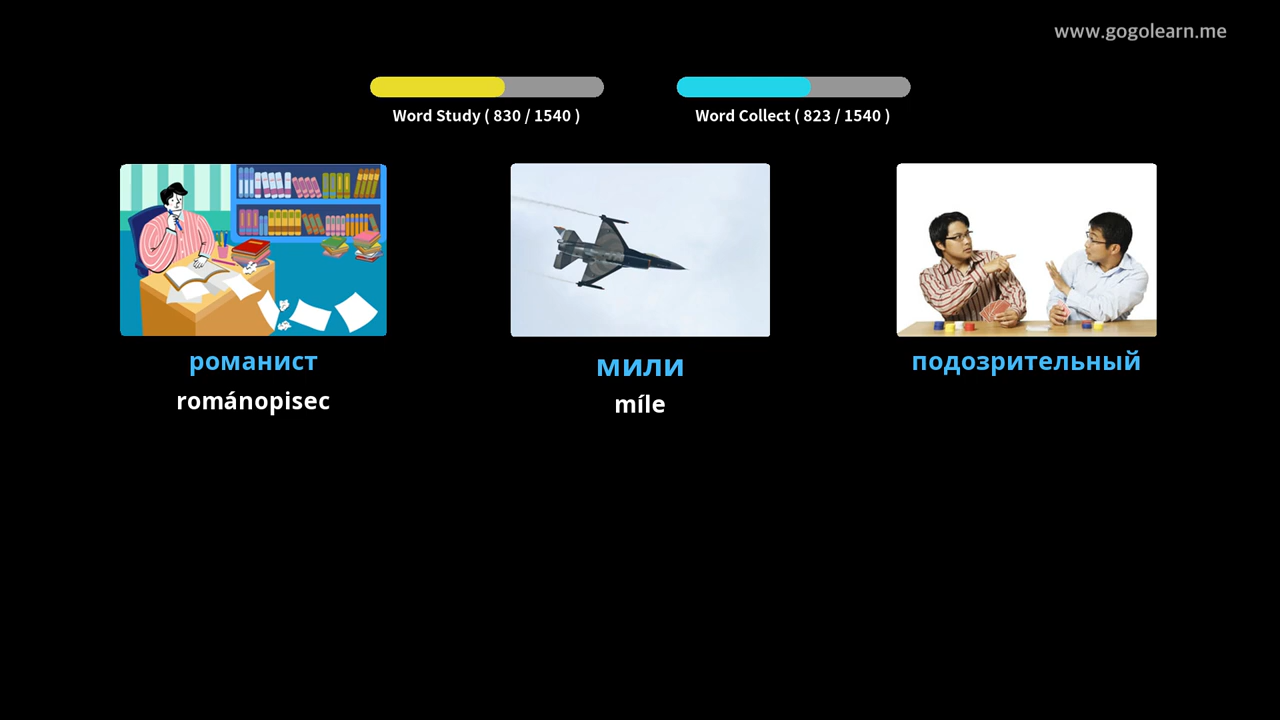 www.gogolearn.me
Word Study ( 830 / 1540 )
Word Collect ( 823 / 1540 )
романист
мили
подозрительный
románopisec
míle